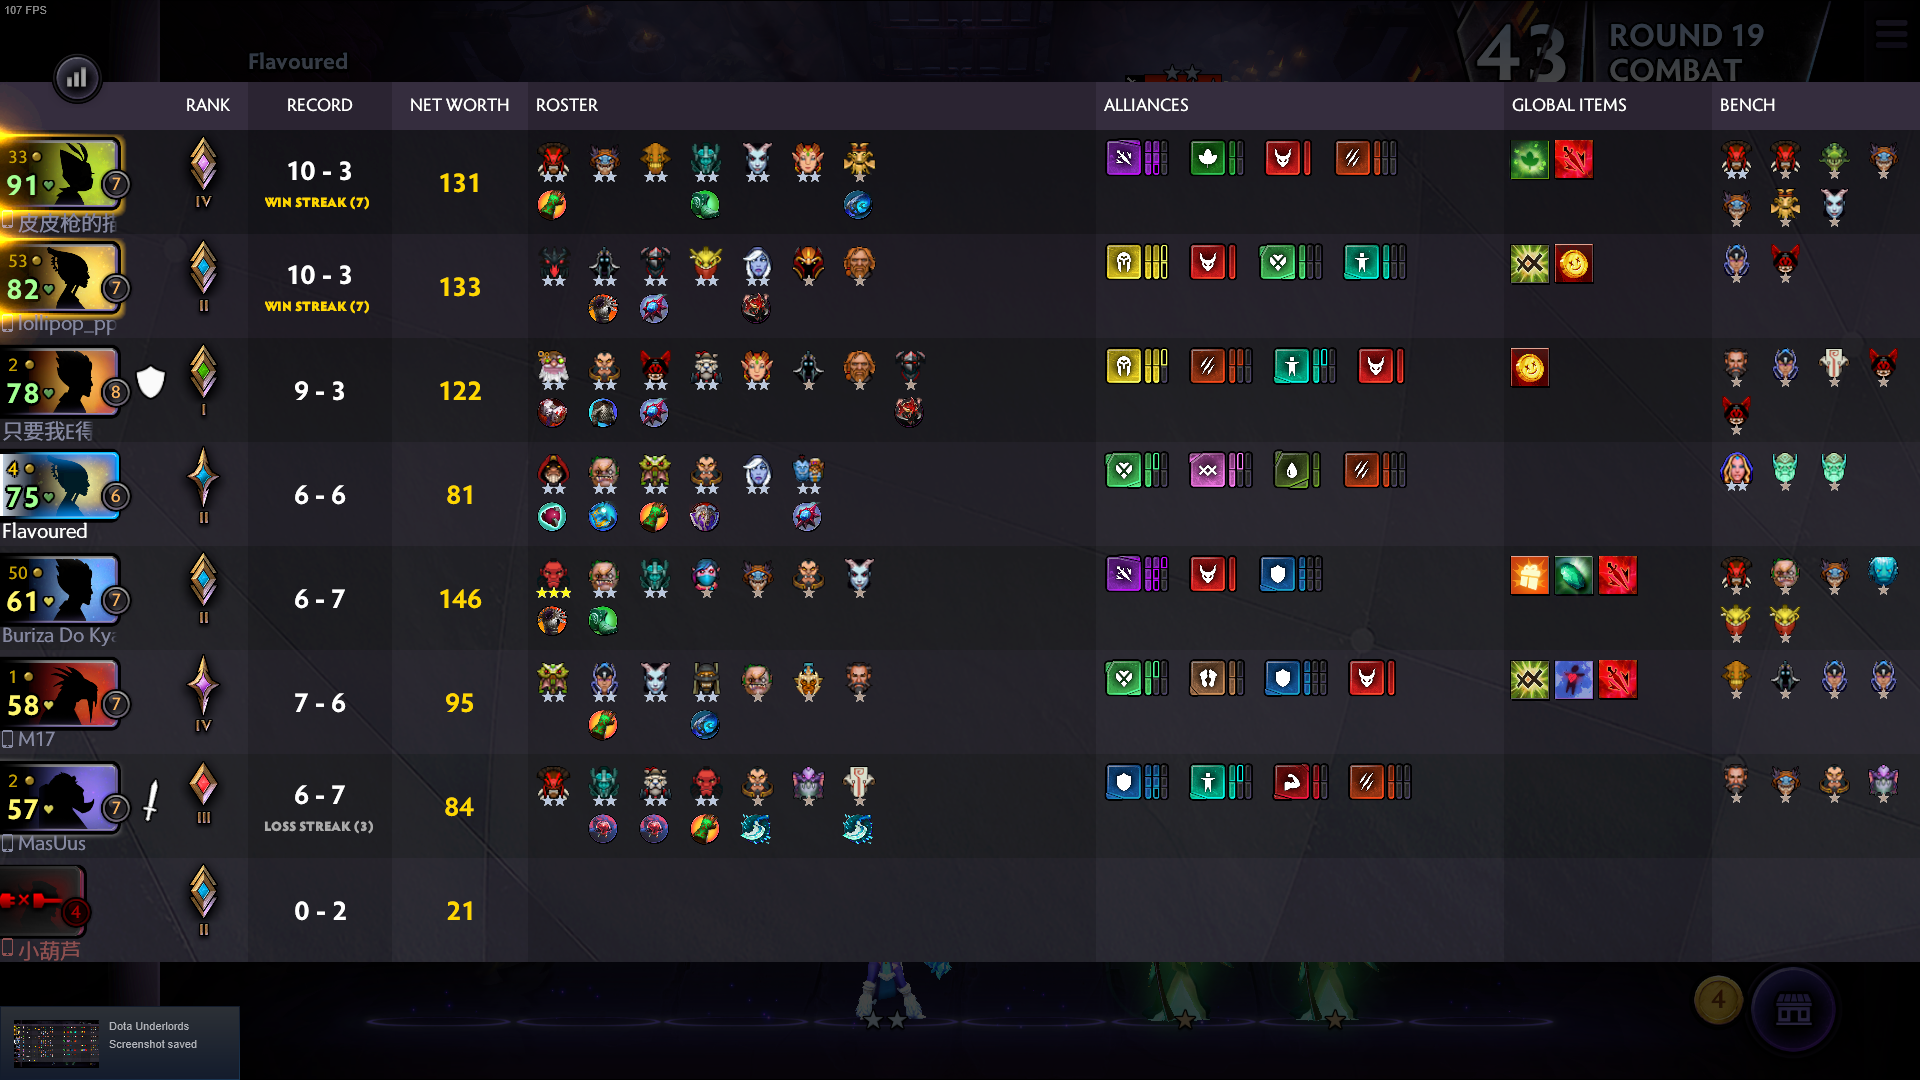 107 FPS
Flavoured
43
ROUND 19
COMBAT
RANK RECORD NET WORTH ROSTER ALLIANCES GLOBAL ITEMS BENCH
33
91
7
IV
10 - 3
WIN STREAK (7)
131
皮皮枪的
53
82
7
II
10 - 3
WIN STREAK (7)
133
lollipop_pp
2
78
8
I
9 - 3
122
只要我E得
4
75
6
II
6 - 6
81
Flavoured
50
61
7
II
6 - 7
146
Buriza Do Kya
1
58
7
IV
7 - 6
95
M17
2
57
7
III
6 - 7
LOSS STREAK (3)
84
MasUus
4
II
0 - 2
21
小葫芦
4
Dota Underlords
Screenshot saved